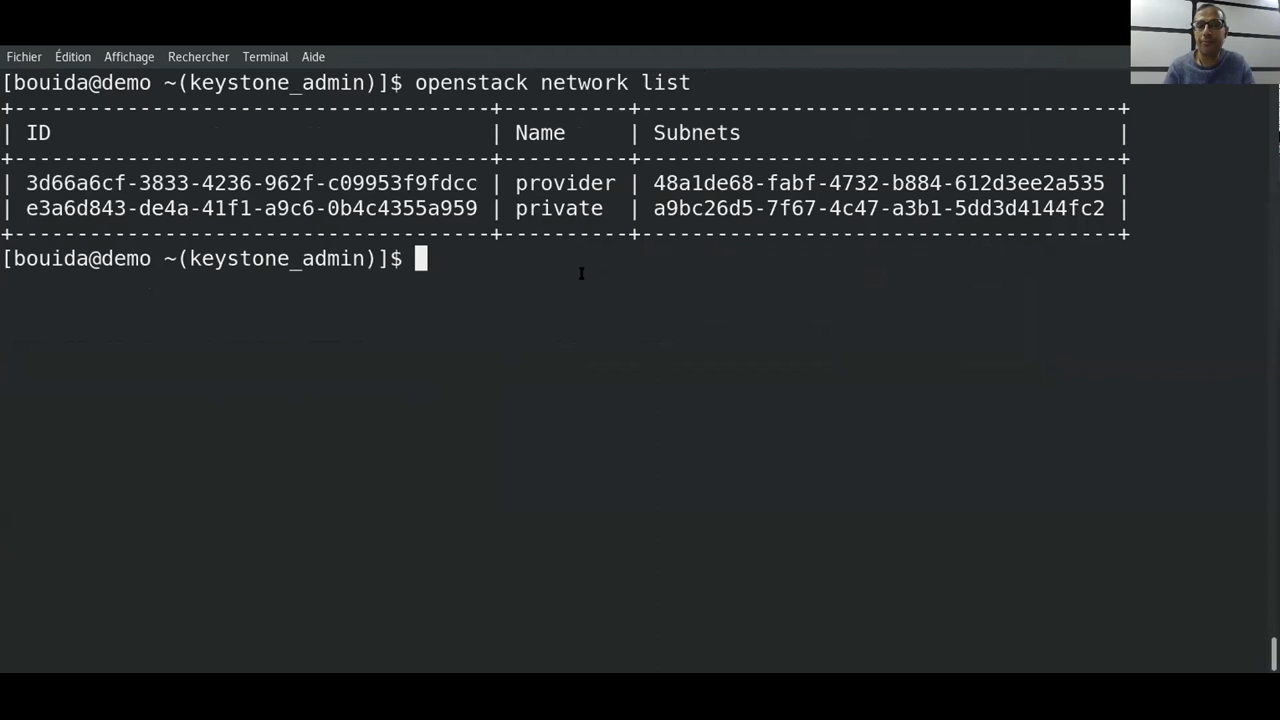 Fichier Édition Affichage Rechercher Terminal Aide
[bouida@demo ~(keystone_admin)]$ openstack network list
+--------------------------------------+----------+--------------------------------------+
| ID                                   | Name     | Subnets                              |
+--------------------------------------+----------+--------------------------------------+
| 3d66a6cf-3833-4236-962f-c09953f9fdcc | provider | 48a1de68-fabf-4732-b884-612d3ee2a535 |
| e3a6d843-de4a-41f1-a9c6-0b4c4355a959 | private  | a9bc26d5-7f67-4c47-a3b1-5dd3d4144fc2 |
+--------------------------------------+----------+--------------------------------------+
[bouida@demo ~(keystone_admin)]$